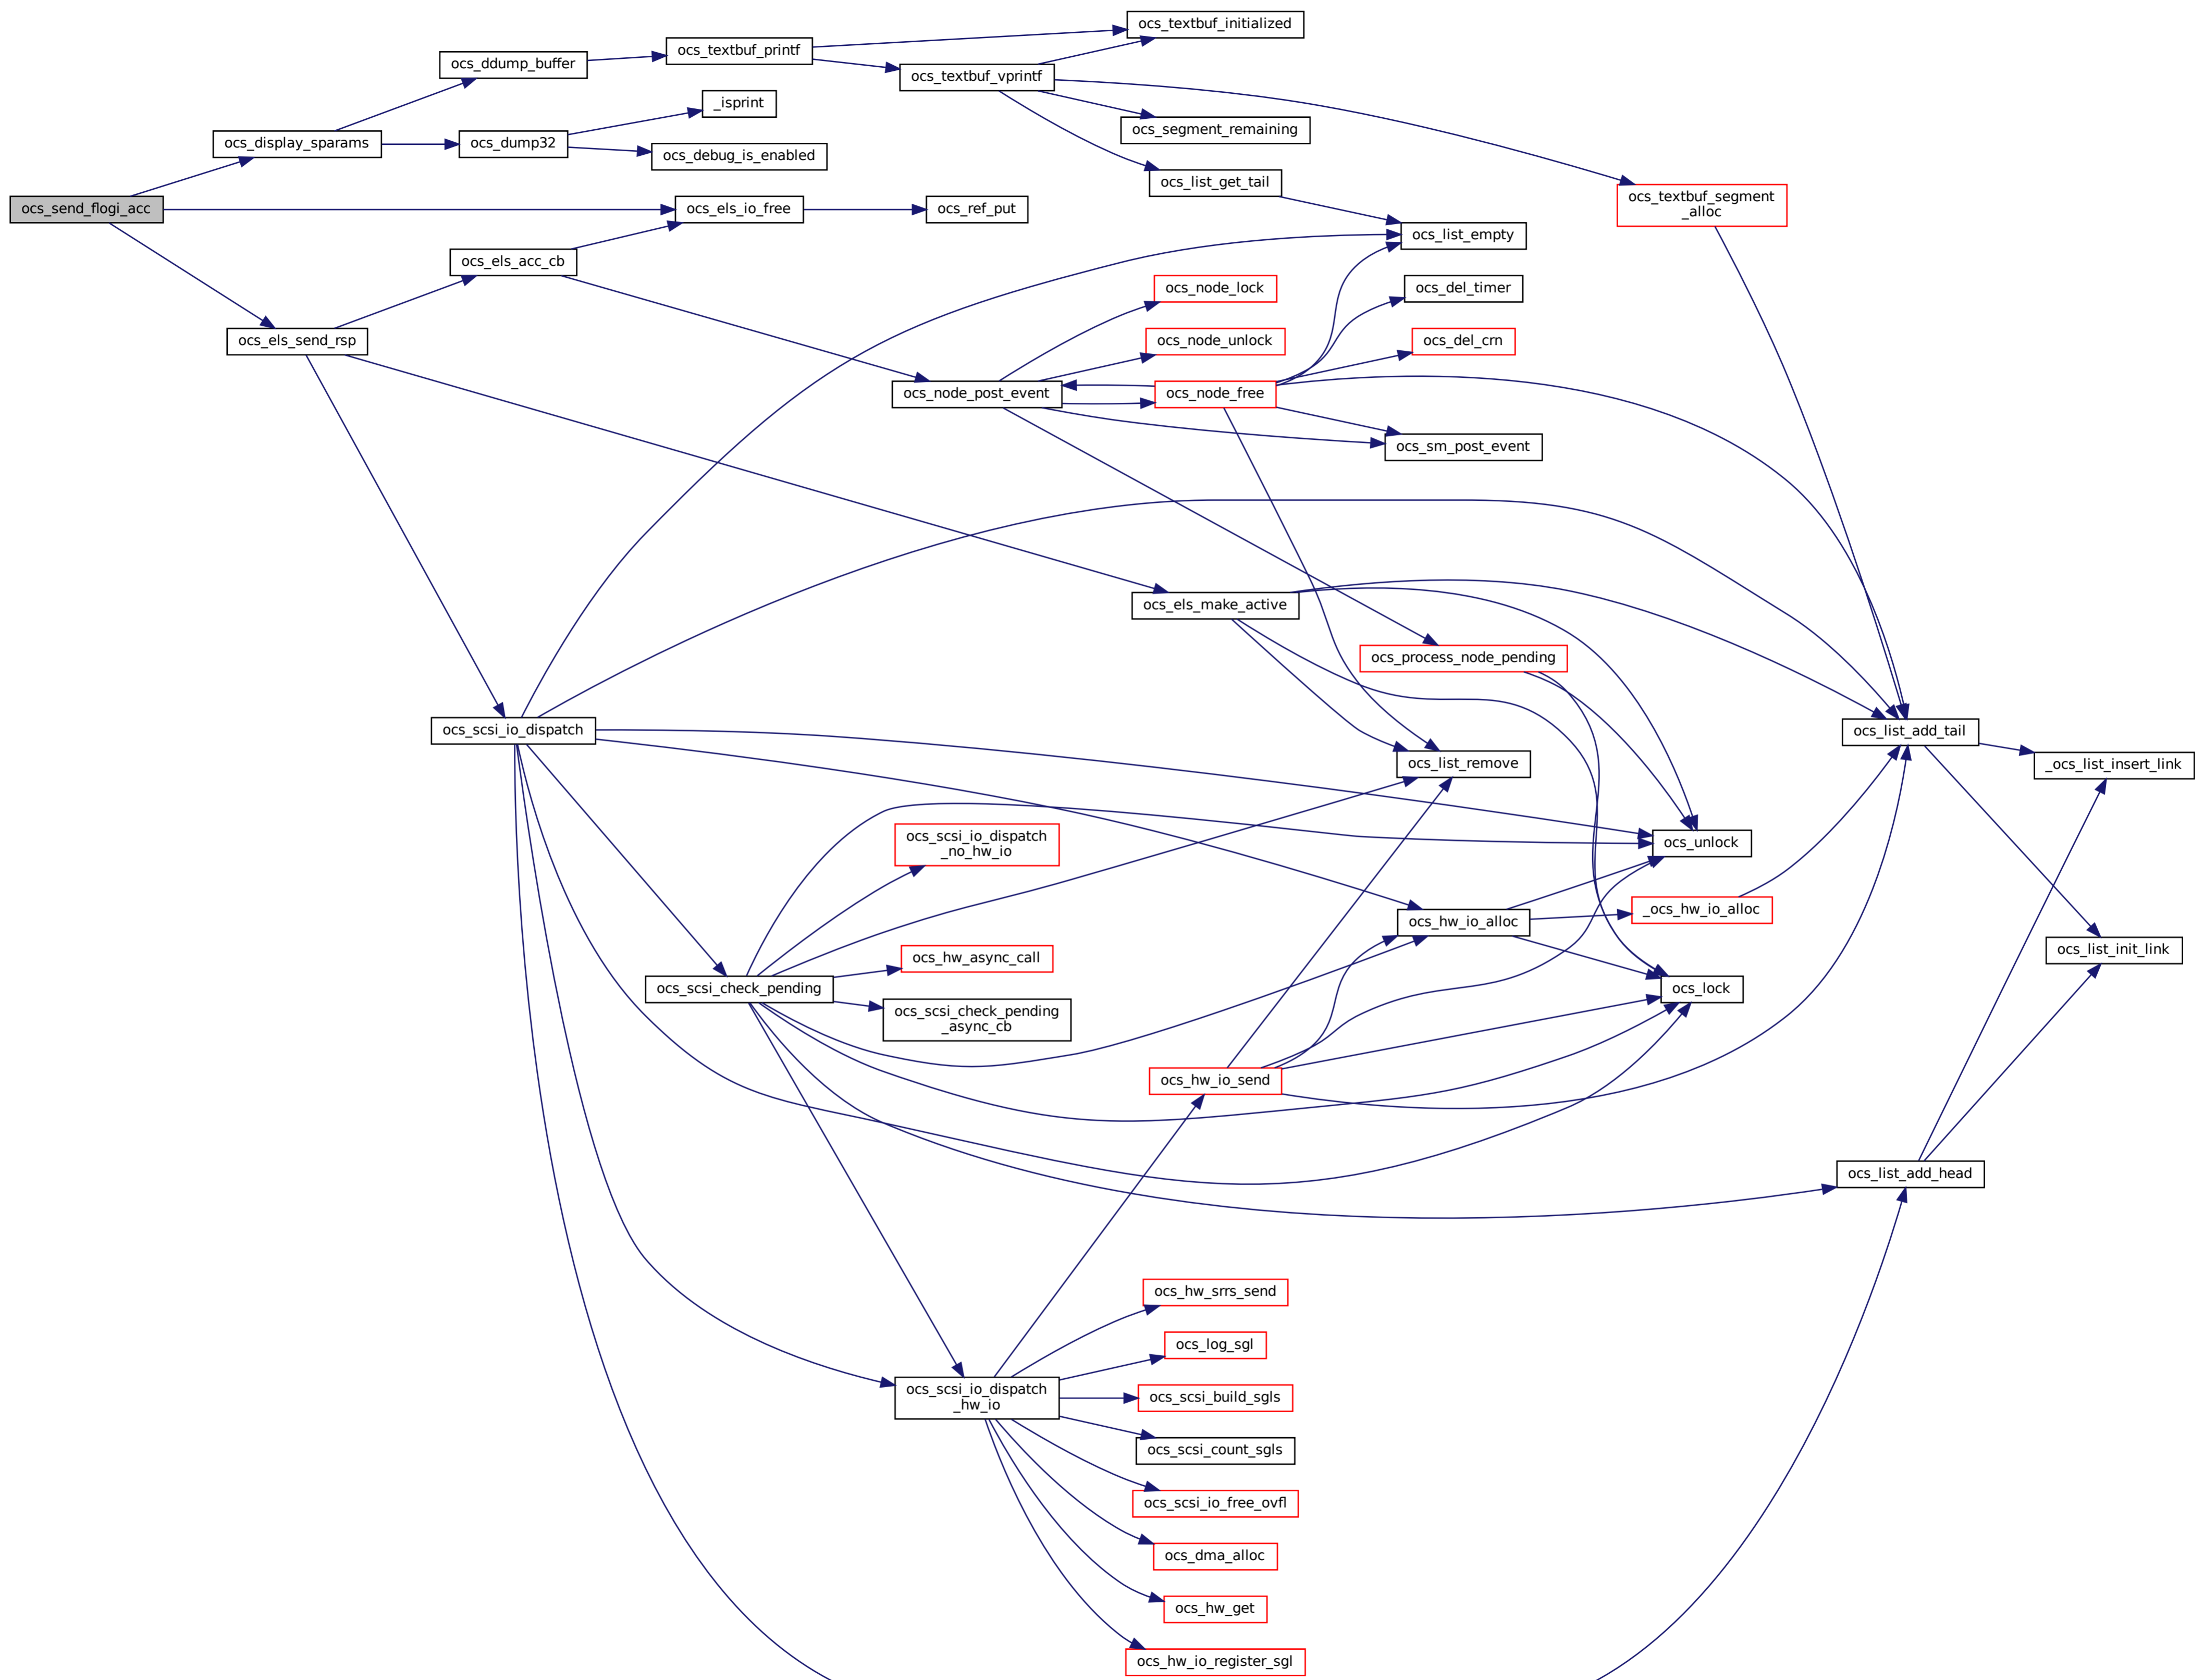 ocs_textbuf_initialized
ocs_textbuf_printf
ocs_ddump_buffer
ocs_textbuf_vprintf
_isprint
ocs_segment_remaining
ocs_display_sparams
ocs_dump32
ocs_debug_is_enabled
ocs_list_get_tail
ocs_textbuf_segment
_alloc
ocs_send_flogi_acc
ocs_els_io_free
ocs_ref_put
ocs_list_empty
ocs_els_acc_cb
ocs_node_lock
ocs_del_timer
ocs_els_send_rsp
ocs_node_unlock
ocs_del_crn
ocs_node_post_event
ocs_node_free
ocs_sm_post_event
ocs_els_make_active
ocs_process_node_pending
ocs_scsi_io_dispatch
ocs_list_add_tail
ocs_list_remove
_ocs_list_insert_link
ocs_scsi_io_dispatch
_no_hw_io
ocs_unlock
ocs_hw_io_alloc
_ocs_hw_io_alloc
ocs_hw_async_call
ocs_list_init_link
ocs_scsi_check_pending
ocs_lock
ocs_scsi_check_pending
_async_cb
ocs_hw_io_send
ocs_list_add_head
ocs_hw_srrs_send
ocs_log_sgl
ocs_scsi_io_dispatch
_hw_io
ocs_scsi_build_sgls
ocs_scsi_count_sgls
ocs_scsi_io_free_ovfl
ocs_dma_alloc
ocs_hw_get
ocs_hw_io_register_sgl